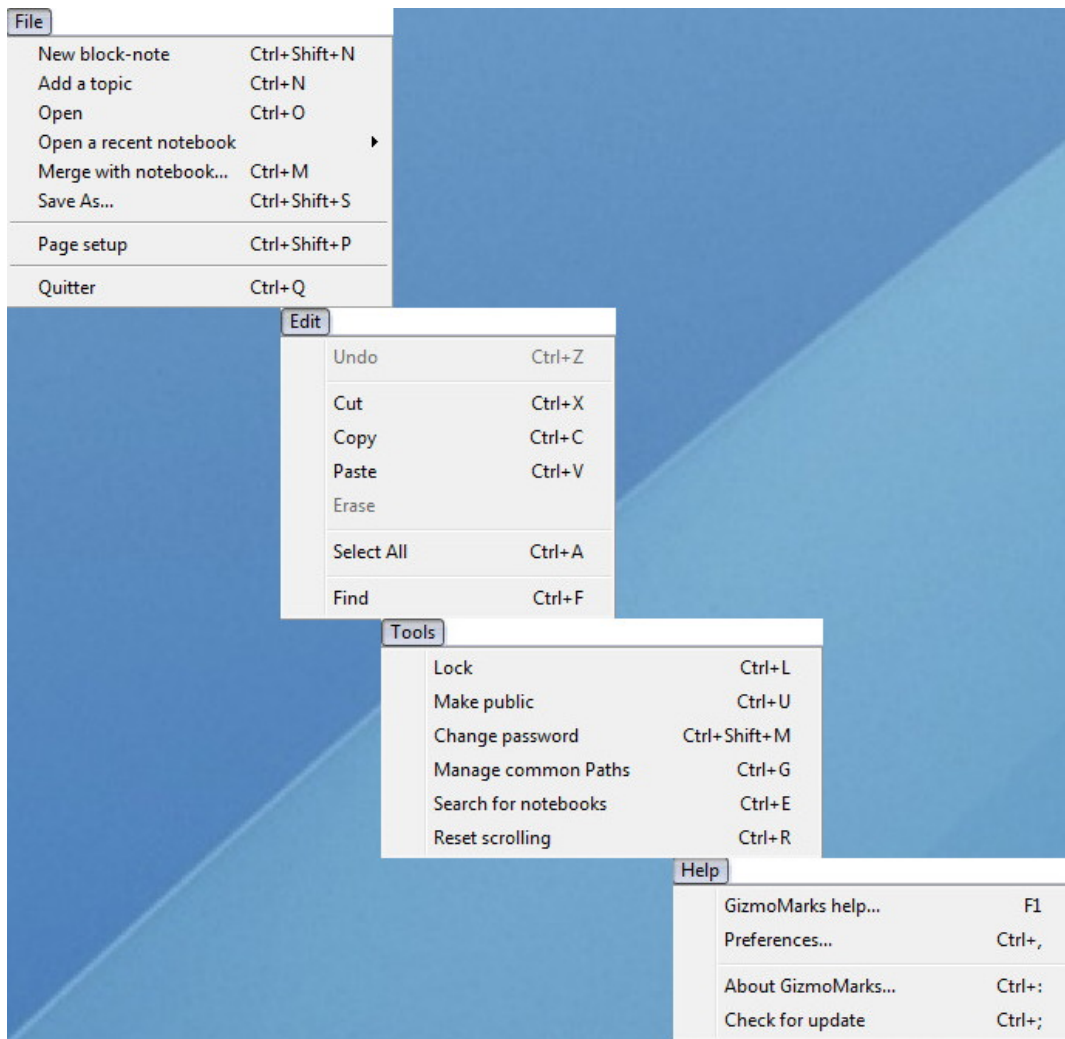 File
New block-note Ctrl+Shift+N
Add a topic Ctrl+N
Open Ctrl+O
Open a recent notebook
Merge with notebook... Ctrl+M
Save As... Ctrl+Shift+S
Page setup Ctrl+Shift+P
Quitter Ctrl+Q
Edit
Undo Ctrl+Z
Cut Ctrl+X
Copy Ctrl+C
Paste Ctrl+V
Erase
Select All Ctrl+A
Find Ctrl+F
Tools
Lock Ctrl+L
Make public Ctrl+U
Change password Ctrl+Shift+M
Manage common Paths Ctrl+G
Search for notebooks Ctrl+E
Reset scrolling Ctrl+R
Help
GizmoMarks help... F1
Preferences... Ctrl+,
About GizmoMarks... Ctrl+:
Check for update Ctrl+;